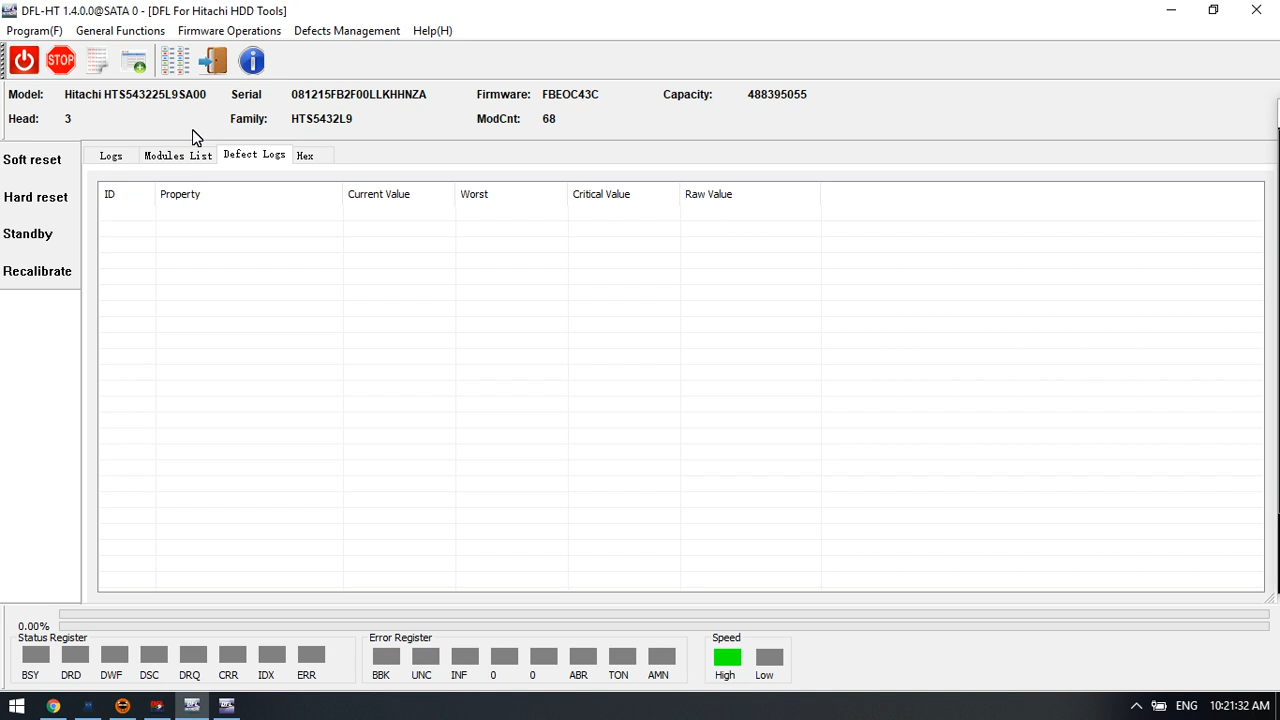 DFL-HT 1.4.0.0@SATA 0 - [DFL For Hitachi HDD Tools]
Program(F) General Functions Firmware Operations Defects Management Help(H)
STOP
Model: Hitachi HTS543225L9SA00 Serial 081215FB2F00LLKHHNZA Firmware: FBEOC43C Capacity: 488395055
Head: 3 Family: HTS5432L9 ModCnt: 68
Soft reset
Hard reset
Standby
Recalibrate
Logs Modules List Defect Logs Hex
ID Property Current Value Worst Critical Value Raw Value
0.00%
Status Register Error Register Speed
BSY DRD DWF DSC DRQ CRR IDX ERR BBK UNC INF 0 0 ABR TON AMN High Low
ENG 10:21:32 AM